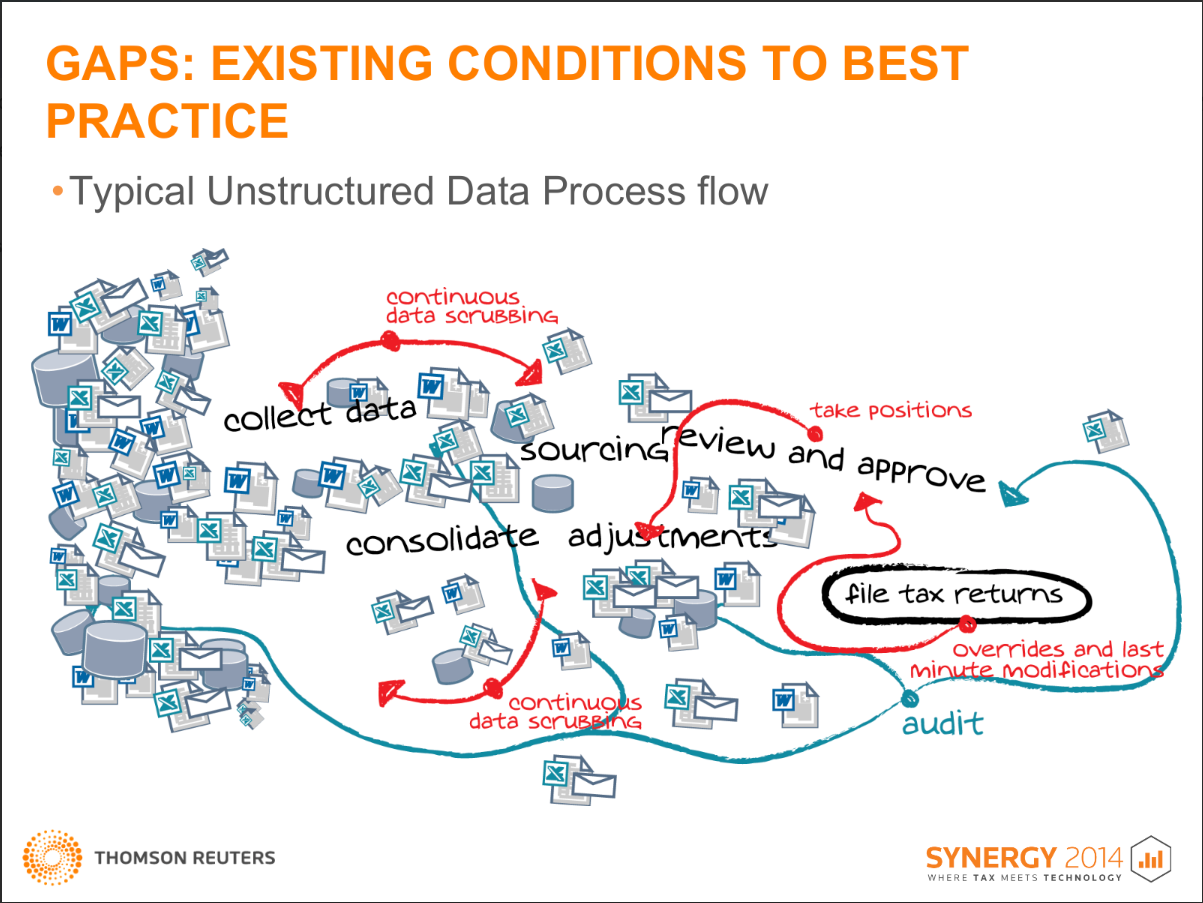 GAPS: EXISTING CONDITIONS TO BEST
PRACTICE
•Typical Unstructured Data Process flow
continuous
data scrubbing
collect data
take positions
sourcing
review and approve
consolidate
adjustments
file tax returns
overrides and last
minute modifications
continuous
data scrubbing
audit
THOMSON REUTERS
SYNERGY 2014
WHERE TAX MEETS TECHNOLOGY